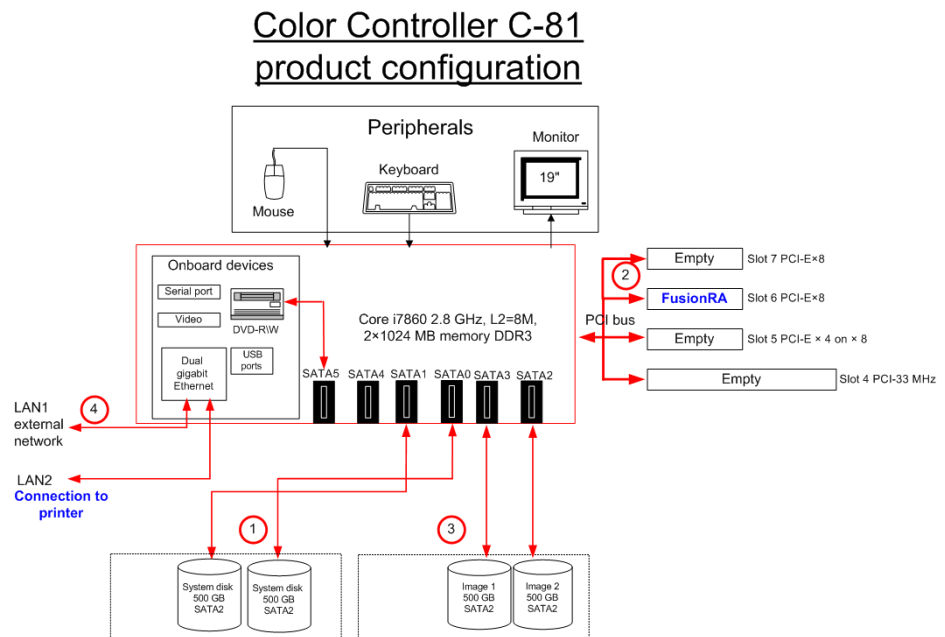 Color Controller C-81
product configuration
Peripherals
Mouse
Keyboard
Monitor
19"
Onboard devices
Serial port
Video
DVD-R\W
Dual
gigabit
Ethernet
USB
ports
Core i7860 2.8 GHz, L2=8M,
2×1024 MB memory DDR3
SATA5
SATA4
SATA1
SATA0
SATA3
SATA2
PCI bus
2
Empty
Slot 7 PCI-E×8
FusionRA
Slot 6 PCI-E×8
Empty
Slot 5 PCI-E × 4 on × 8
Empty
Slot 4 PCI-33 MHz
LAN1
external
network
4
LAN2
Connection to
printer
1
3
System disk
500 GB
SATA2
System disk
500 GB
SATA2
Image 1
500 GB
SATA2
Image 2
500 GB
SATA2